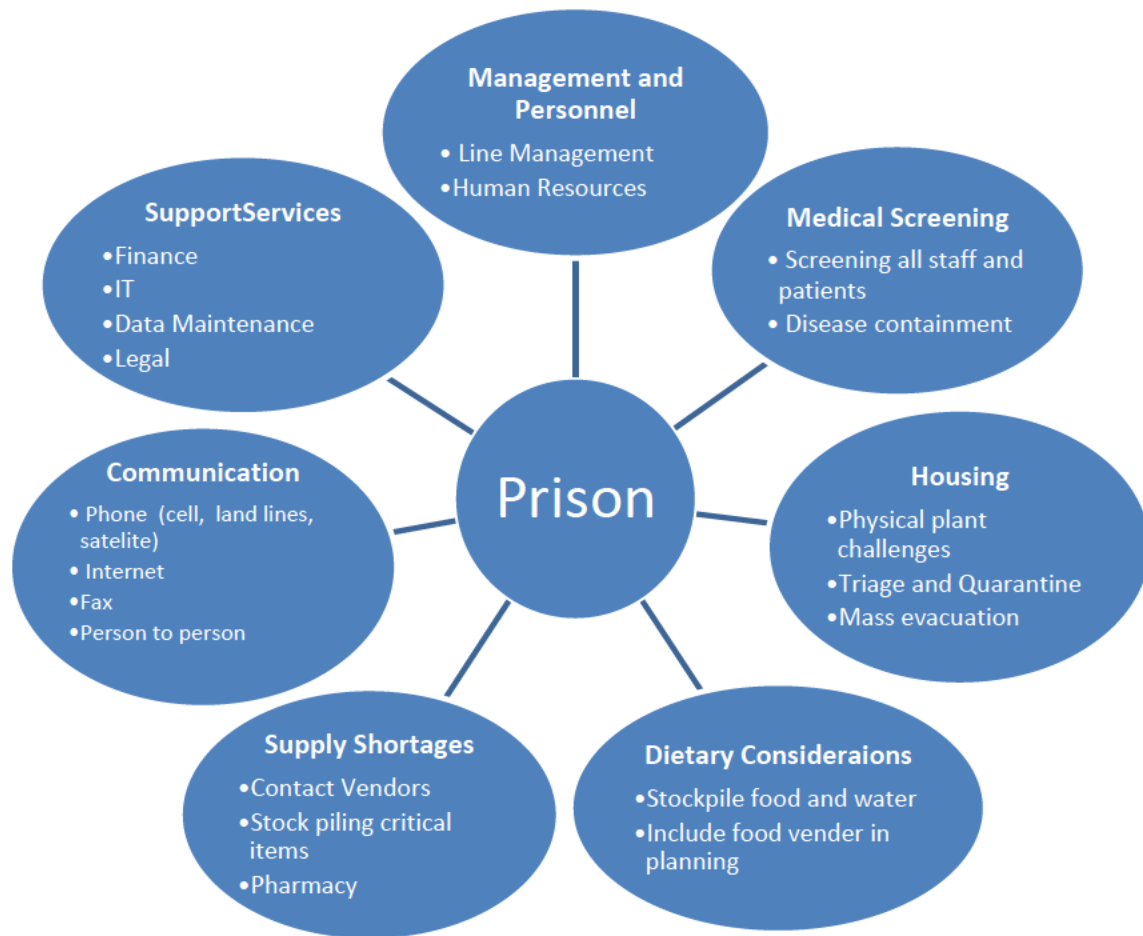 Management and
Personnel
• Line Management
•Human Resources
Medical Screening
• Screening all staff and
patients
• Disease containment
Housing
•Physical plant
challenges
•Triage and Quarantine
•Mass evacuation
Dietary Consideraions
•Stockpile food and water
•Include food vender in
planning
Supply Shortages
•Contact Vendors
•Stock piling critical
items
•Pharmacy
Communication
• Phone (cell, land lines,
satelite)
• Internet
•Fax
•Person to person
SupportServices
•Finance
•IT
•Data Maintenance
•Legal
Prison